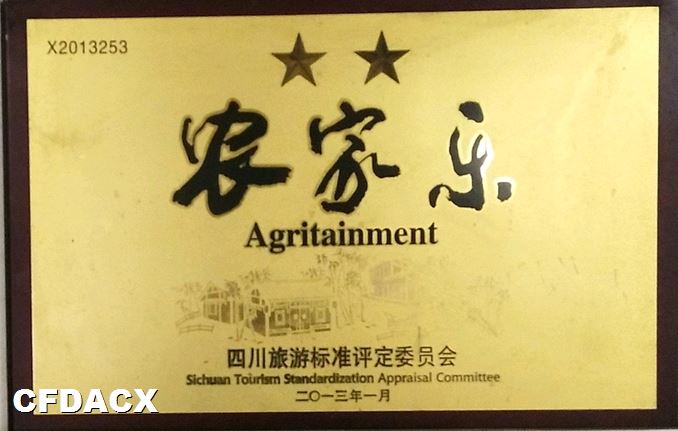 X2013253
农家乐
Agritainment
四川旅游标准评定委员会
Sichuan Tourism Standardization Appraisal Committee
二〇一三年一月
CFDACX